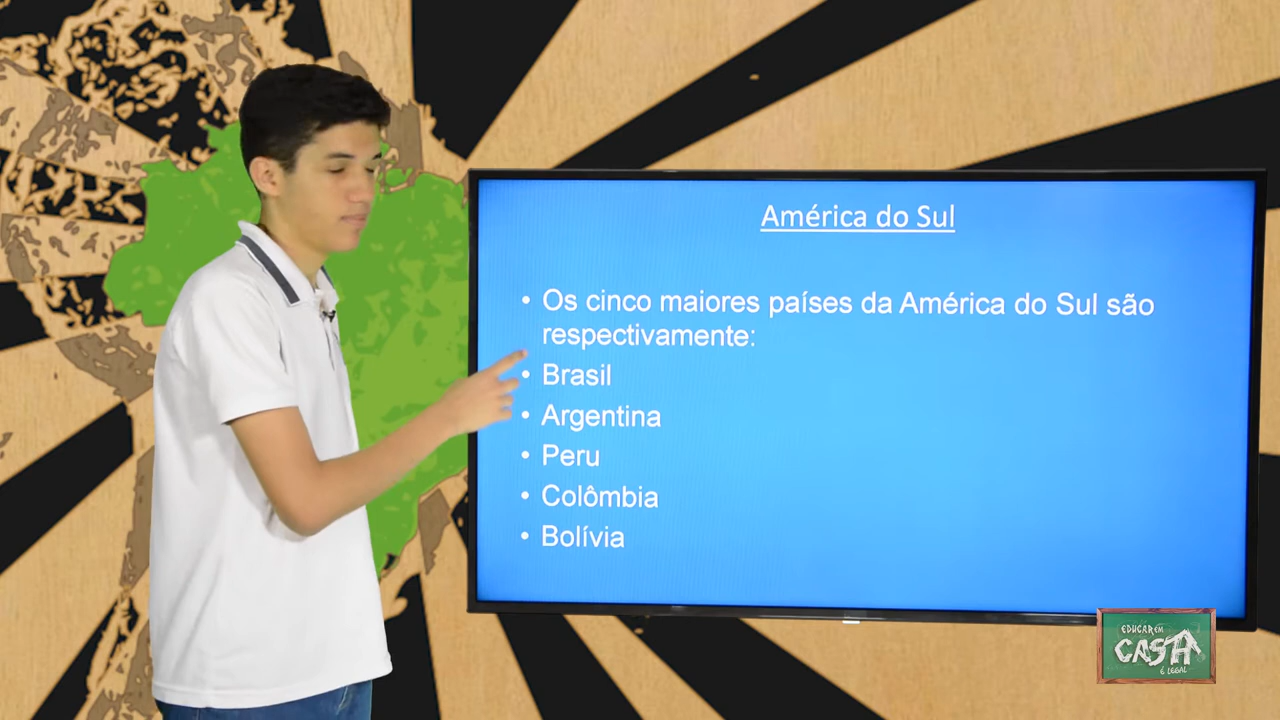 América do Sul
• Os cinco maiores países da América do Sul são
respectivamente:
• Brasil
• Argentina
• Peru
• Colômbia
• Bolívia
EDUCAR EM
CASA
É LEGAL